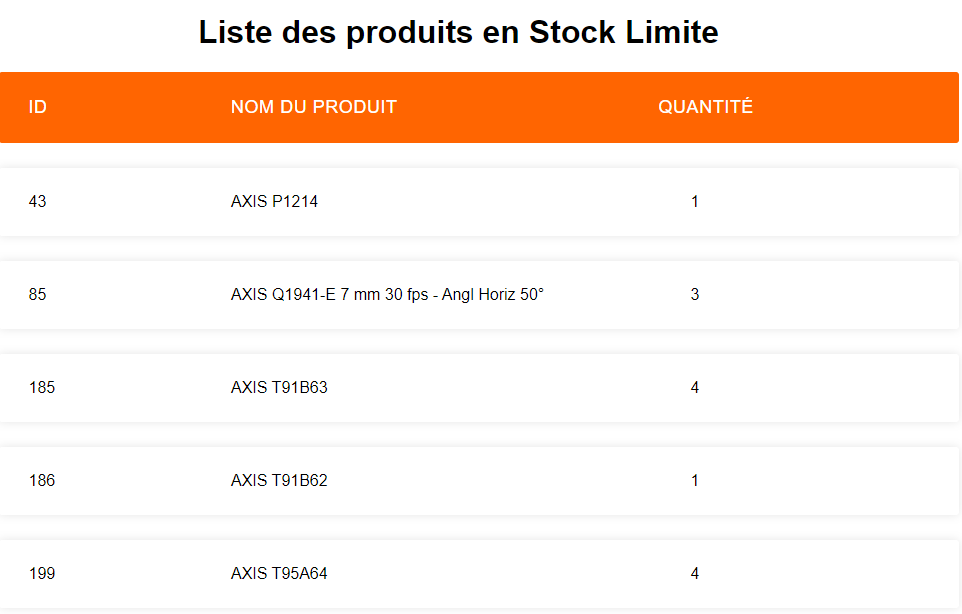 Liste des produits en Stock Limite
ID NOM DU PRODUIT QUANTITÉ
43 AXIS P1214 1
85 AXIS Q1941-E 7 mm 30 fps - Angl Horiz 50° 3
185 AXIS T91B63 4
186 AXIS T91B62 1
199 AXIS T95A64 4